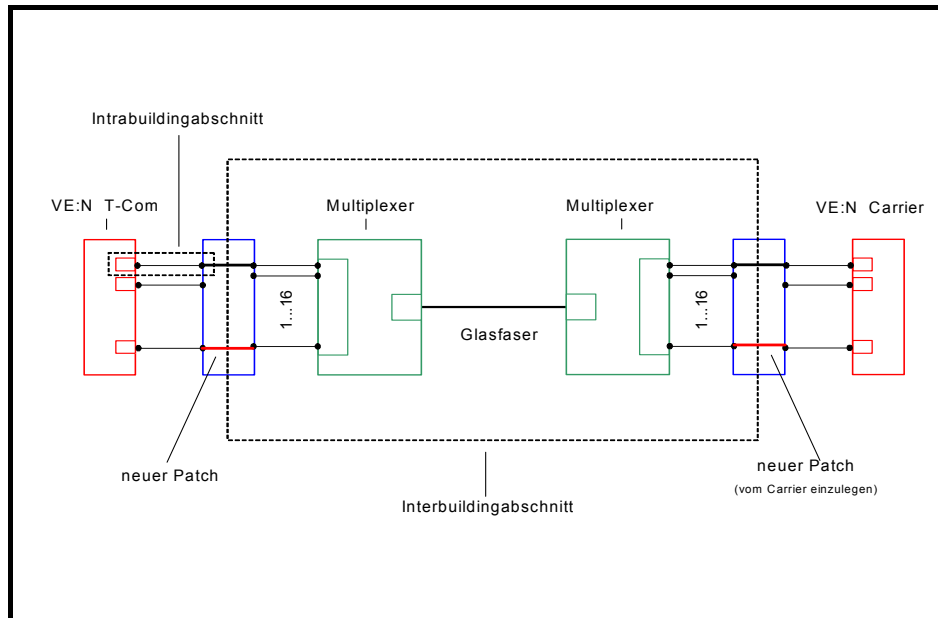 Intrabuildingabschnitt
VE:N T-Com
Multiplexer
Multiplexer
VE:N Carrier
1...16
Glasfaser
1...16
neuer Patch
neuer Patch
(vom Carrier einzulegen)
Interbuildingabschnitt